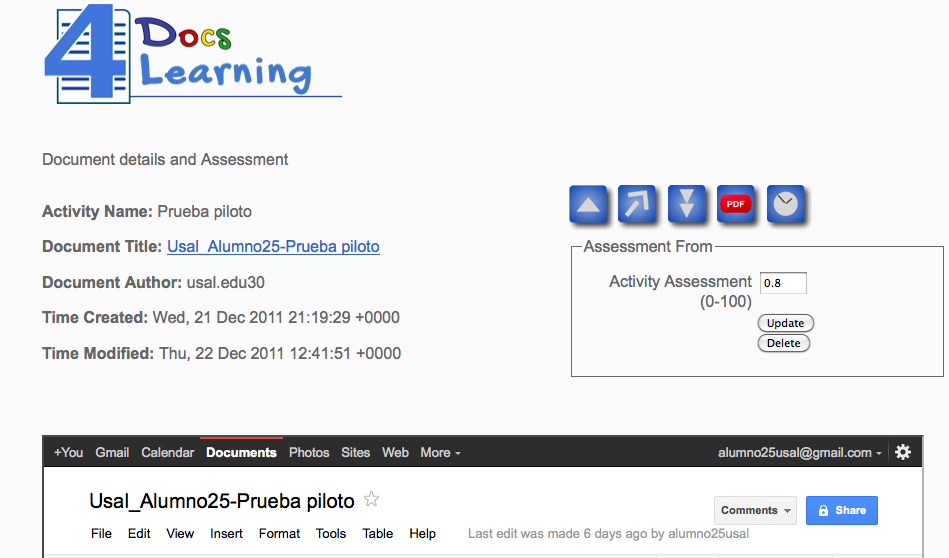 4 Docs
Learning
Document details and Assessment
Activity Name: Prueba piloto
Document Title: Usal_Alumno25-Prueba piloto
Document Author: usal.edu30
Time Created: Wed, 21 Dec 2011 21:19:29 +0000
Time Modified: Thu, 22 Dec 2011 12:41:51 +0000
PDF
Assessment From
Activity Assessment 0.8
(0-100)
Update
Delete
+You Gmail Calendar Documents Photos Sites Web More alumno25usal@gmail.com
Usal_Alumno25-Prueba piloto
Comments Share
File Edit View Insert Format Tools Table Help Last edit was made 6 days ago by alumno25usal